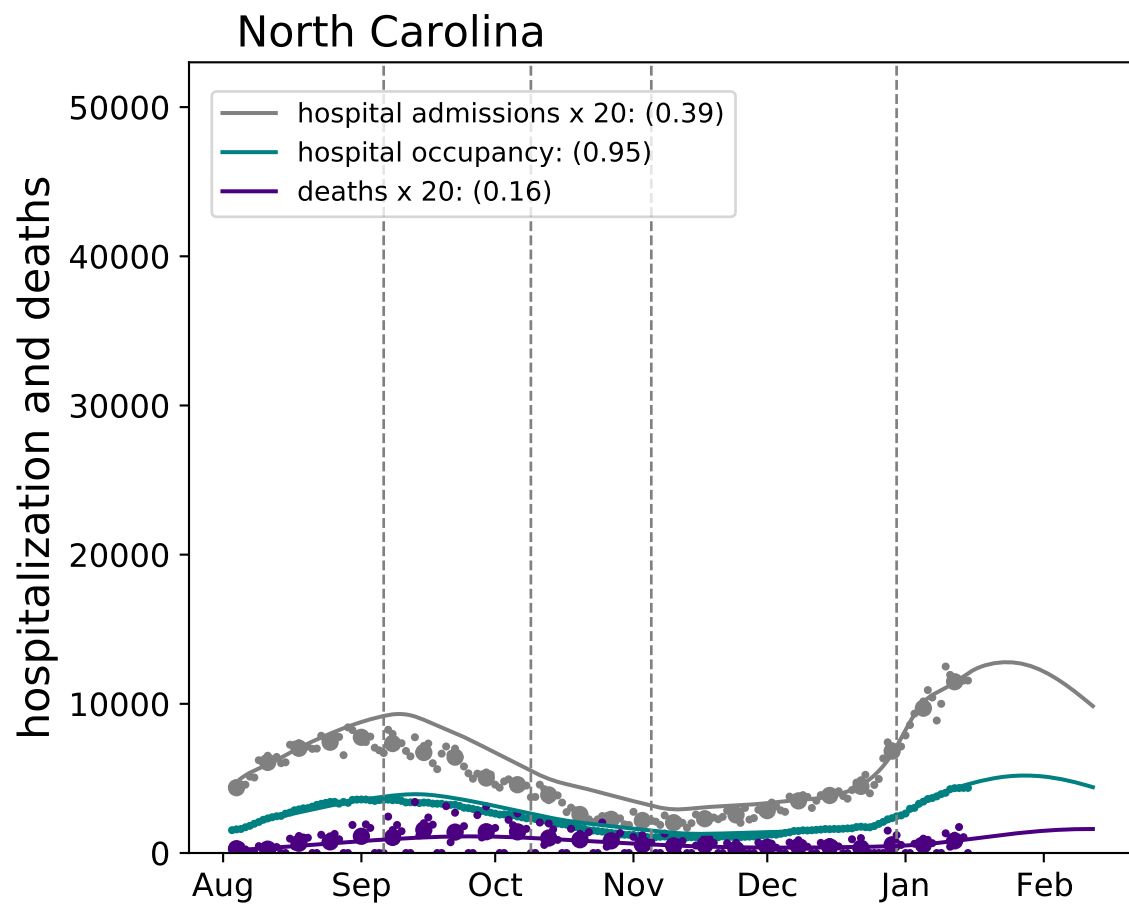 North Carolina
hospitalization and deaths
50000
40000
30000
20000
10000
0
hospital admissions x 20: (0.39)
hospital occupancy: (0.95)
deaths x 20: (0.16)
Aug Sep Oct Nov Dec Jan Feb